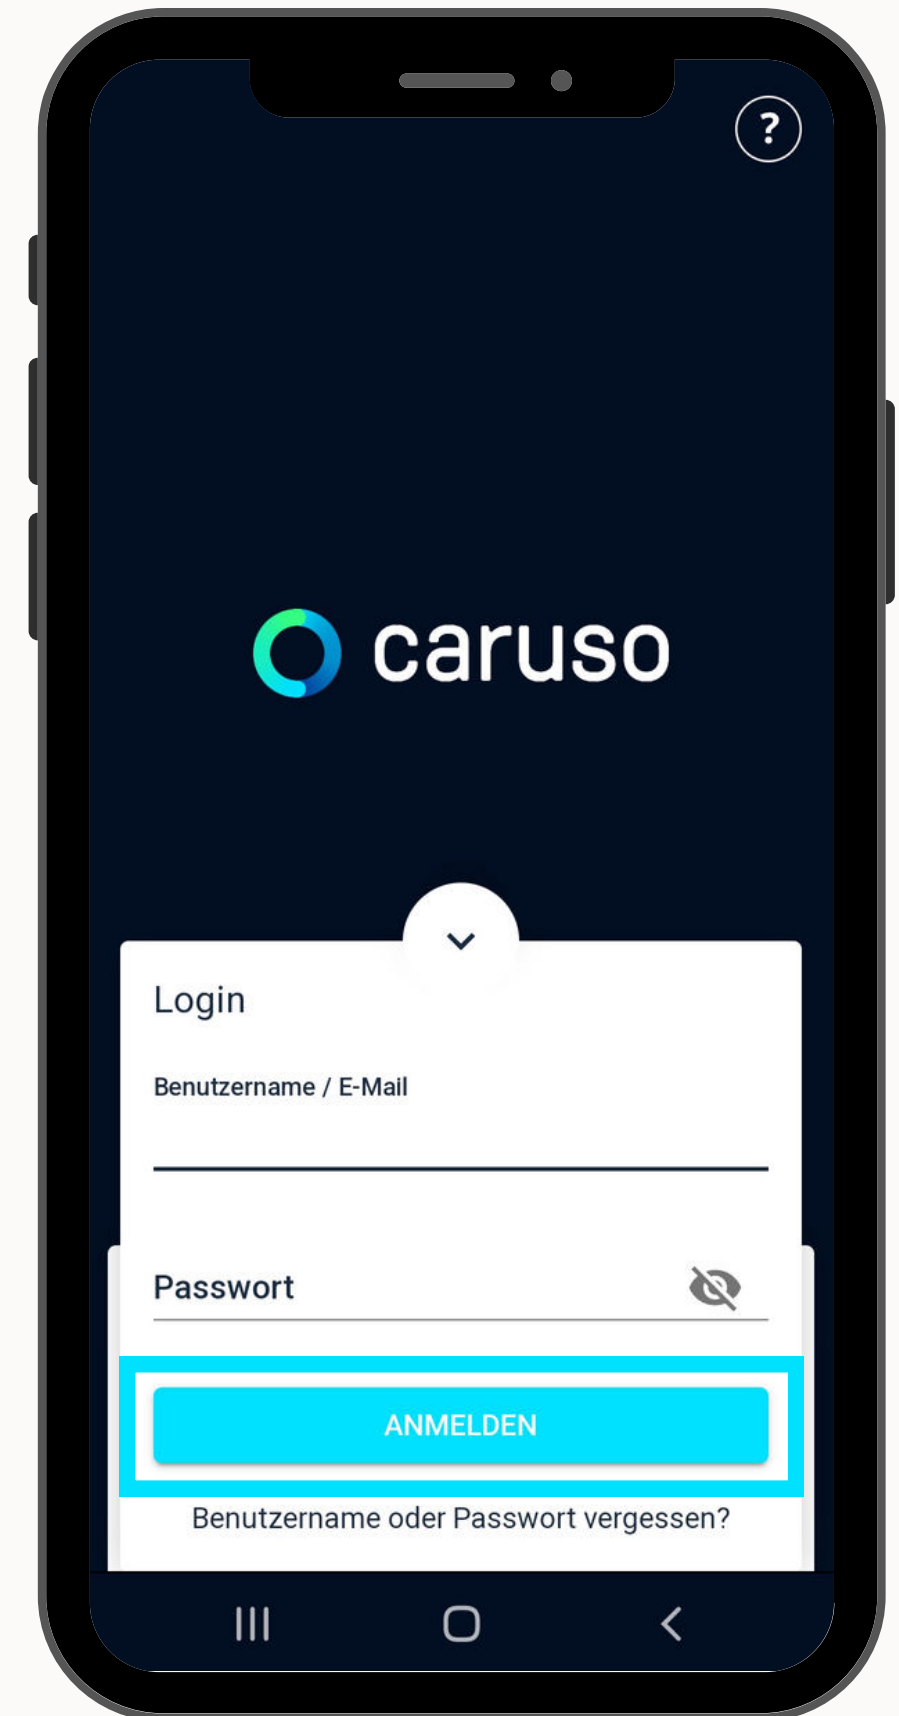 ?
caruso
Login
Benutzername / E-Mail
Passwort
ANMELDEN
Benutzername oder Passwort vergessen?